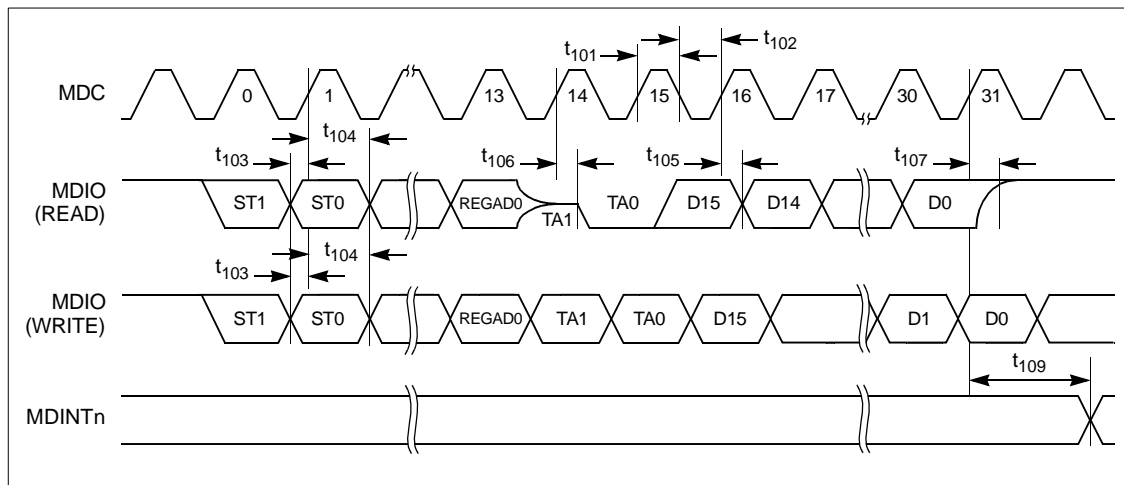 t101 t102
MDC 0 1 13 14 15 16 17 30 31
t103 t104 t106 t105 t107
MDIO (READ) ST1 ST0 REGAD0 TA1 TA0 D15 D14 D0
t103 t104
MDIO (WRITE) ST1 ST0 REGAD0 TA1 TA0 D15 D1 D0
t109
MDINTn